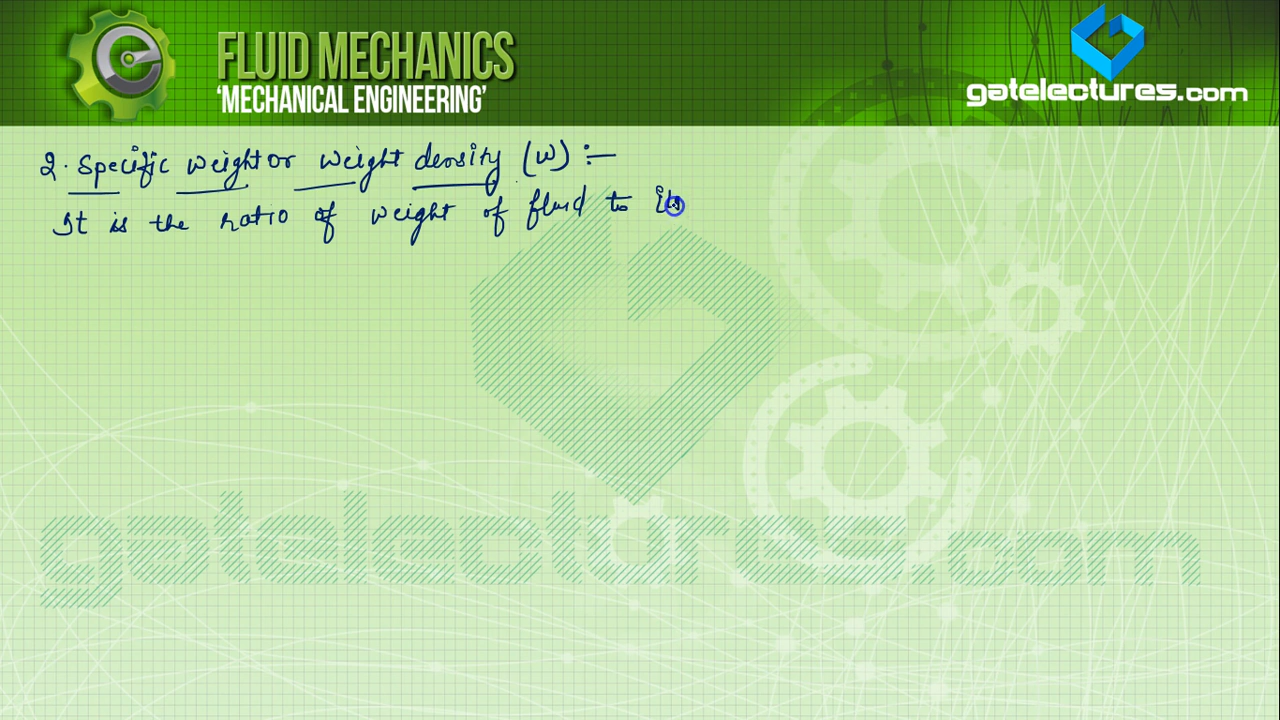 FLUID MECHANICS
'MECHANICAL ENGINEERING'
gatelectures.com
2. Specific weight or weight density (w) :-
It is the ratio of weight of fluid to its
gatelectures.com